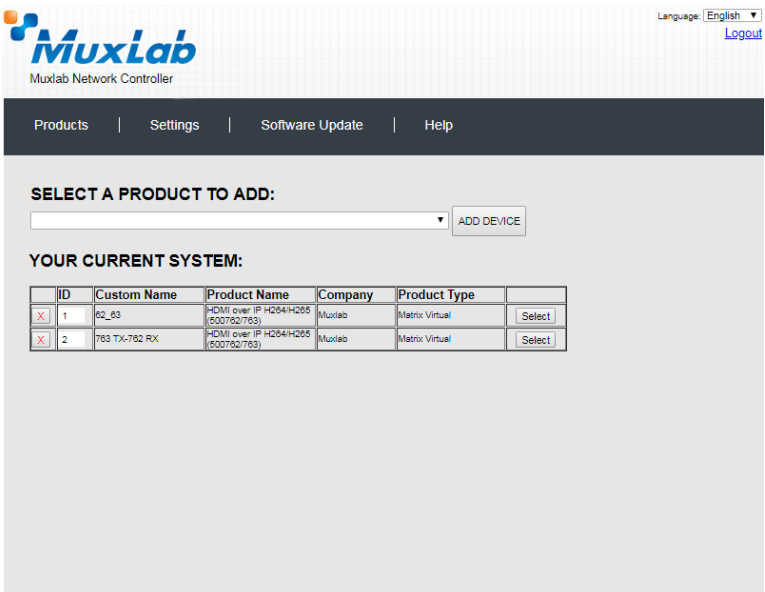 Language: English ▼
Logout
MuxLab
Muxlab Network Controller
Products | Settings | Software Update | Help
SELECT A PRODUCT TO ADD:
▼ ADD DEVICE
YOUR CURRENT SYSTEM:
ID Custom Name Product Name Company Product Type
X 1 62_63 HDMI over IP H264/H265 (500762/763) Muxlab Matrix Virtual Select
X 2 763 TX-762 RX HDMI over IP H264/H265 (500762/763) Muxlab Matrix Virtual Select